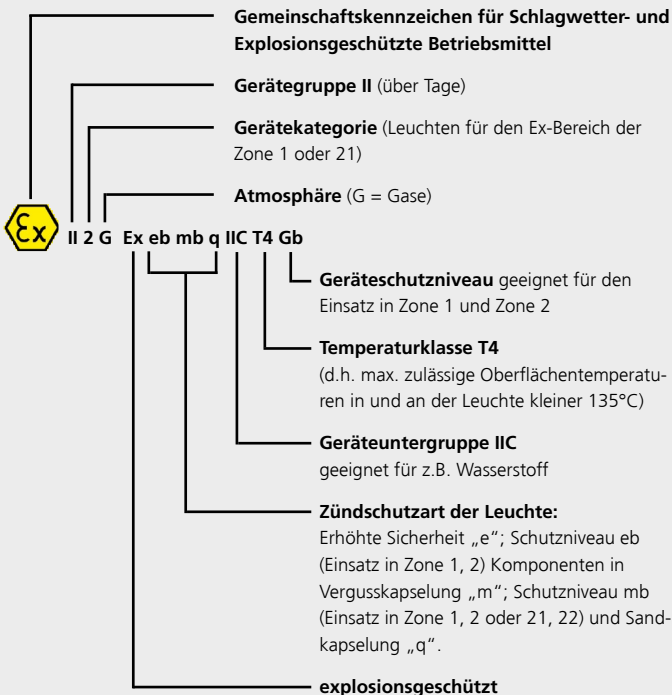 Gemeinschaftskennzeichen für Schlagwetter- und
Explosionsgeschützte Betriebsmittel
Gerätegruppe II (über Tage)
Gerätekategorie (Leuchten für den Ex-Bereich der
Zone 1 oder 21)
Atmosphäre (G = Gase)
Ex II 2 G Ex eb mb q IIC T4 Gb
Geräteschutzniveau geeignet für den
Einsatz in Zone 1 und Zone 2
Temperaturklasse T4
(d.h. max. zulässige Oberflächentemperatu-
ren in und an der Leuchte kleiner 135°C)
Geräteuntergruppe IIC
geeignet für z.B. Wasserstoff
Zündschutzart der Leuchte:
Erhöhte Sicherheit „e“; Schutzniveau eb
(Einsatz in Zone 1, 2) Komponenten in
Vergusskapselung „m“; Schutzniveau mb
(Einsatz in Zone 1, 2 oder 21, 22) und Sand-
kapselung „q“.
explosionsgeschützt